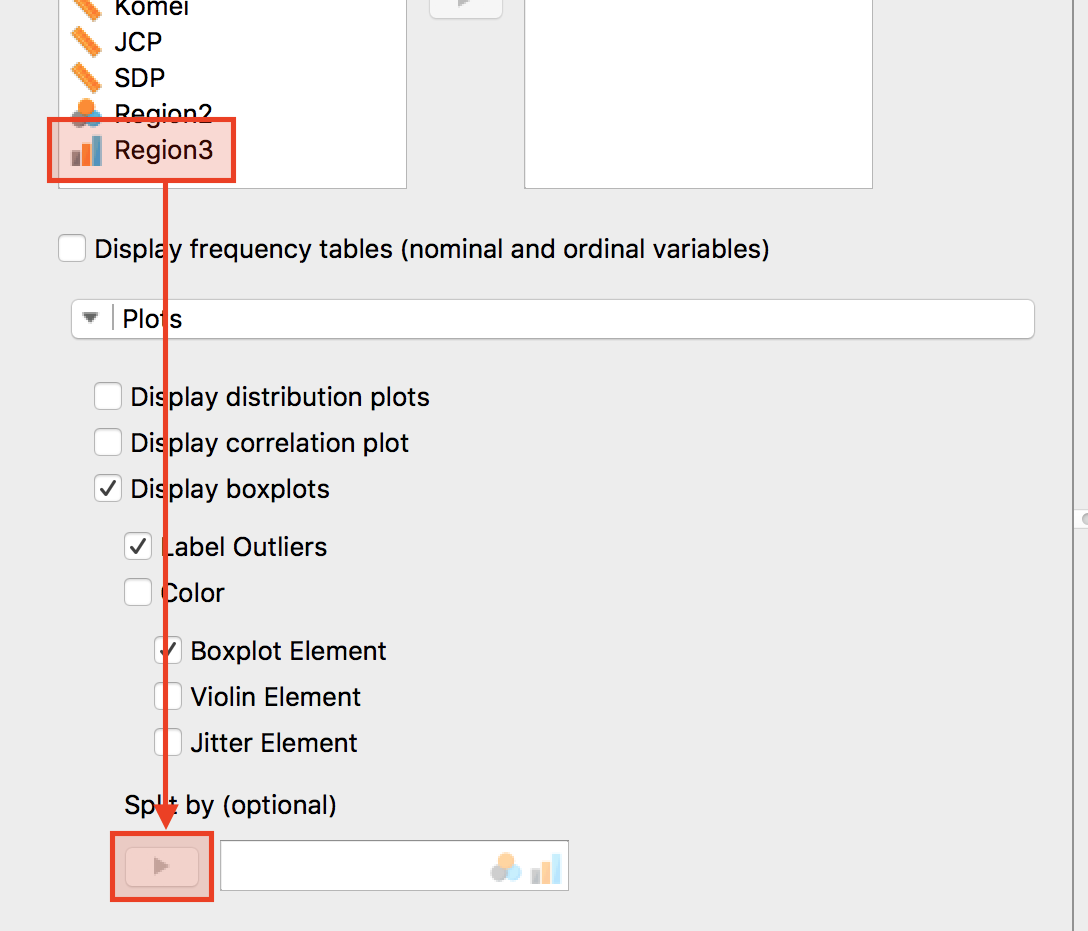 Komei
JCP
SDP
Region2
Region3
Display frequency tables (nominal and ordinal variables)
Plots
Display distribution plots
Display correlation plot
Display boxplots
Label Outliers
Color
Boxplot Element
Violin Element
Jitter Element
Split by (optional)